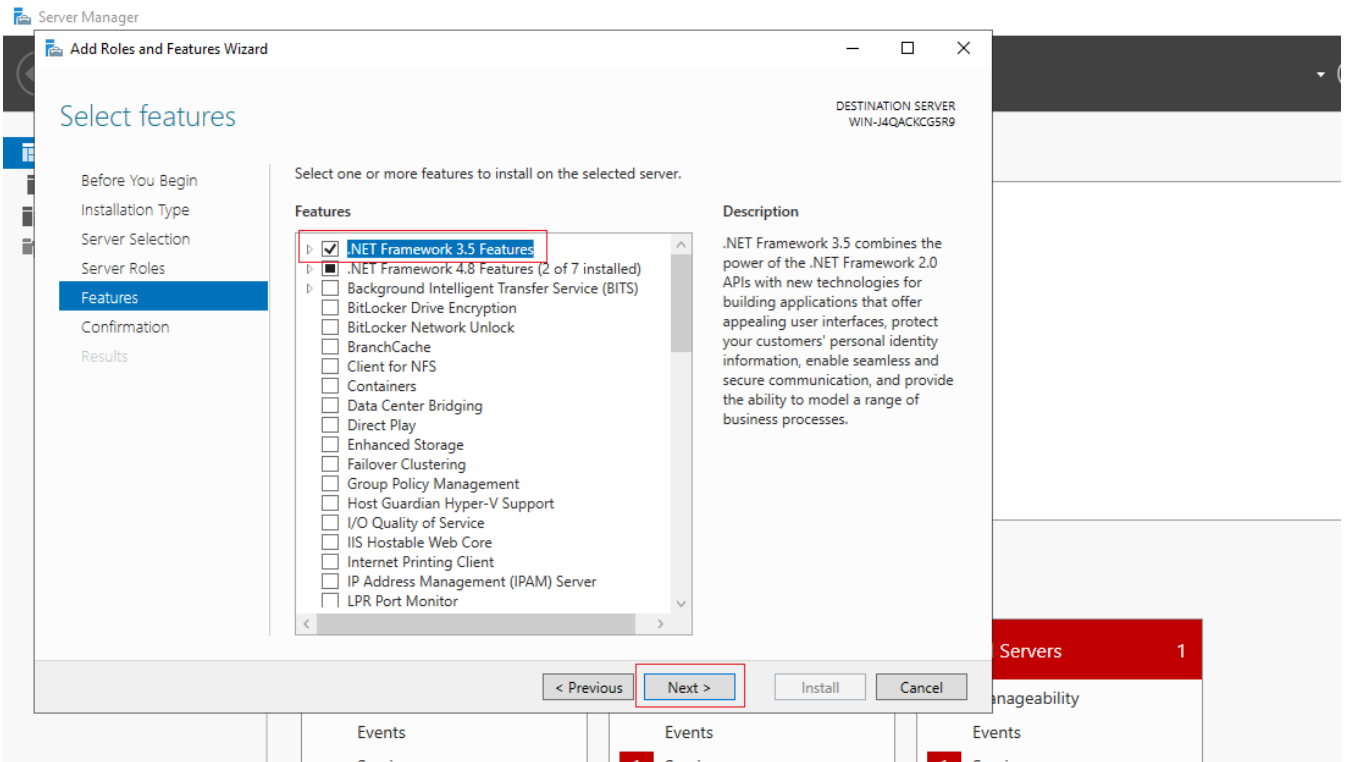 Server Manager
Add Roles and Features Wizard
Select features
DESTINATION SERVER
WIN-J4QACKCG5R9
Before You Begin
Installation Type
Server Selection
Server Roles
Features
Confirmation
Results
Select one or more features to install on the selected server.
Features
.NET Framework 3.5 Features
.NET Framework 4.8 Features (2 of 7 installed)
Background Intelligent Transfer Service (BITS)
BitLocker Drive Encryption
BitLocker Network Unlock
BranchCache
Client for NFS
Containers
Data Center Bridging
Direct Play
Enhanced Storage
Failover Clustering
Group Policy Management
Host Guardian Hyper-V Support
I/O Quality of Service
IIS Hostable Web Core
Internet Printing Client
IP Address Management (IPAM) Server
LPR Port Monitor
Description
.NET Framework 3.5 combines the
power of the .NET Framework 2.0
APIs with new technologies for
building applications that offer
appealing user interfaces, protect
your customers' personal identity
information, enable seamless and
secure communication, and provide
the ability to model a range of
business processes.
< Previous
Next >
Install
Cancel
Servers 1
anageability
Events
Events
Events